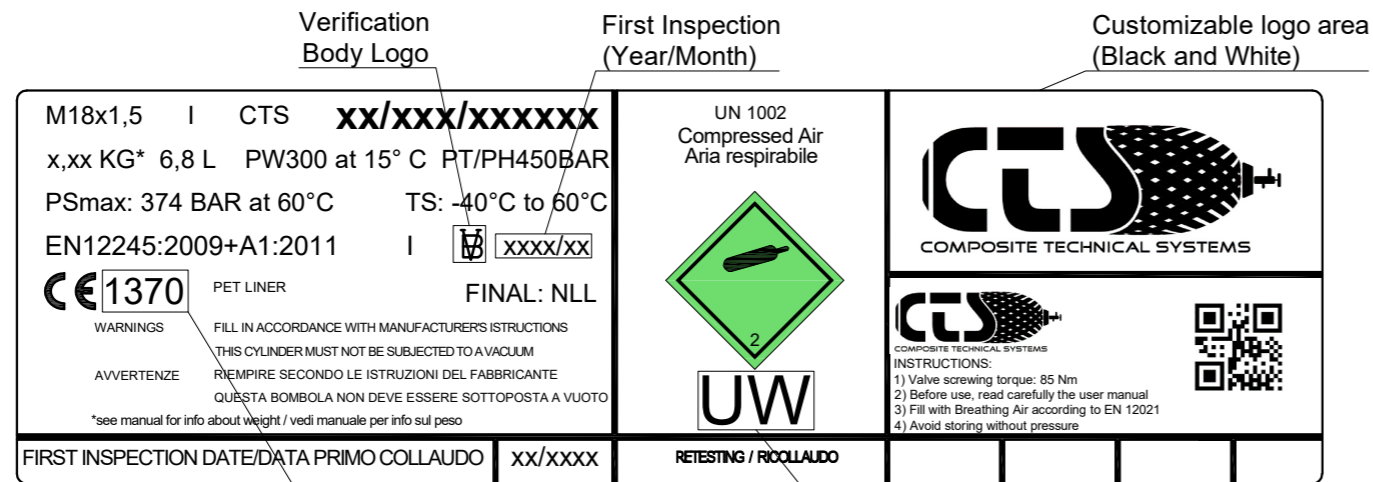 Verification
Body Logo
First Inspection
(Year/Month)
Customizable logo area
(Black and White)
M18x1,5 I CTS xx/xxx/xxxxxx
x,xx KG* 6,8 L PW300 at 15° C PT/PH450BAR
PSmax: 374 BAR at 60°C TS: -40°C to 60°C
EN12245:2009+A1:2011 I VB xxxx/xx
CE 1370 PET LINER FINAL: NLL
WARNINGS FILL IN ACCORDANCE WITH MANUFACTURER'S ISTRUCTIONS
THIS CYLINDER MUST NOT BE SUBJECTED TO A VACUUM
AVVERTENZE RIEMPIRE SECONDO LE ISTRUZIONI DEL FABBRICANTE
QUESTA BOMBOLA NON DEVE ESSERE SOTTOPOSTA A VUOTO
*see manual for info about weight / vedi manuale per info sul peso
FIRST INSPECTION DATE/DATA PRIMO COLLAUDO xx/xxxx
UN 1002
Compressed Air
Aria respirabile
2
UW
RETESTING / RICOLLAUDO
CTS
COMPOSITE TECHNICAL SYSTEMS
CTS
COMPOSITE TECHNICAL SYSTEMS
INSTRUCTIONS:
1) Valve screwing torque: 85 Nm
2) Before use, read carefully the user manual
3) Fill with Breathing Air according to EN 12021
4) Avoid storing without pressure